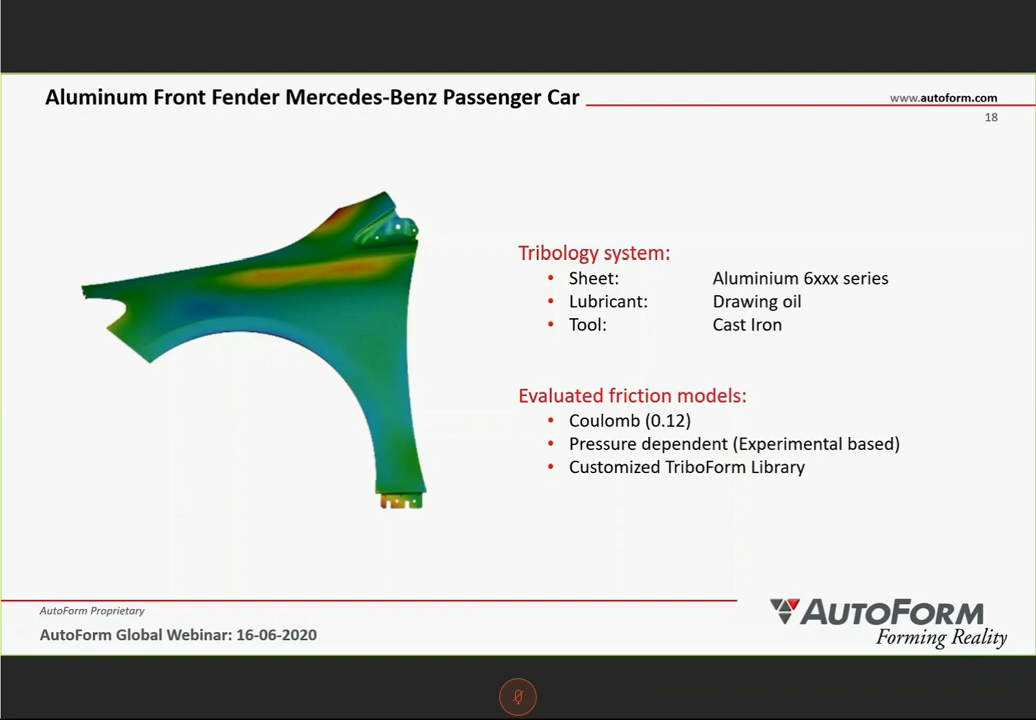 Aluminum Front Fender Mercedes-Benz Passenger Car
www.autoform.com
18
Tribology system:
• Sheet: Aluminium 6xxx series
• Lubricant: Drawing oil
• Tool: Cast Iron
Evaluated friction models:
• Coulomb (0.12)
• Pressure dependent (Experimental based)
• Customized TriboForm Library
AutoForm Proprietary
AutoForm Global Webinar: 16-06-2020
AUTOFORM
Forming Reality